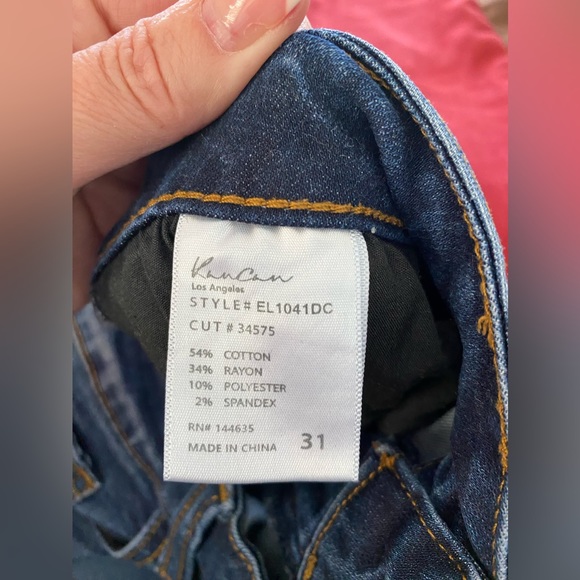 KanCan
Los Angeles
STYLE# EL1041DC
CUT # 34575
54% COTTON
34% RAYON
10% POLYESTER
2% SPANDEX
RN# 144635
MADE IN CHINA 31